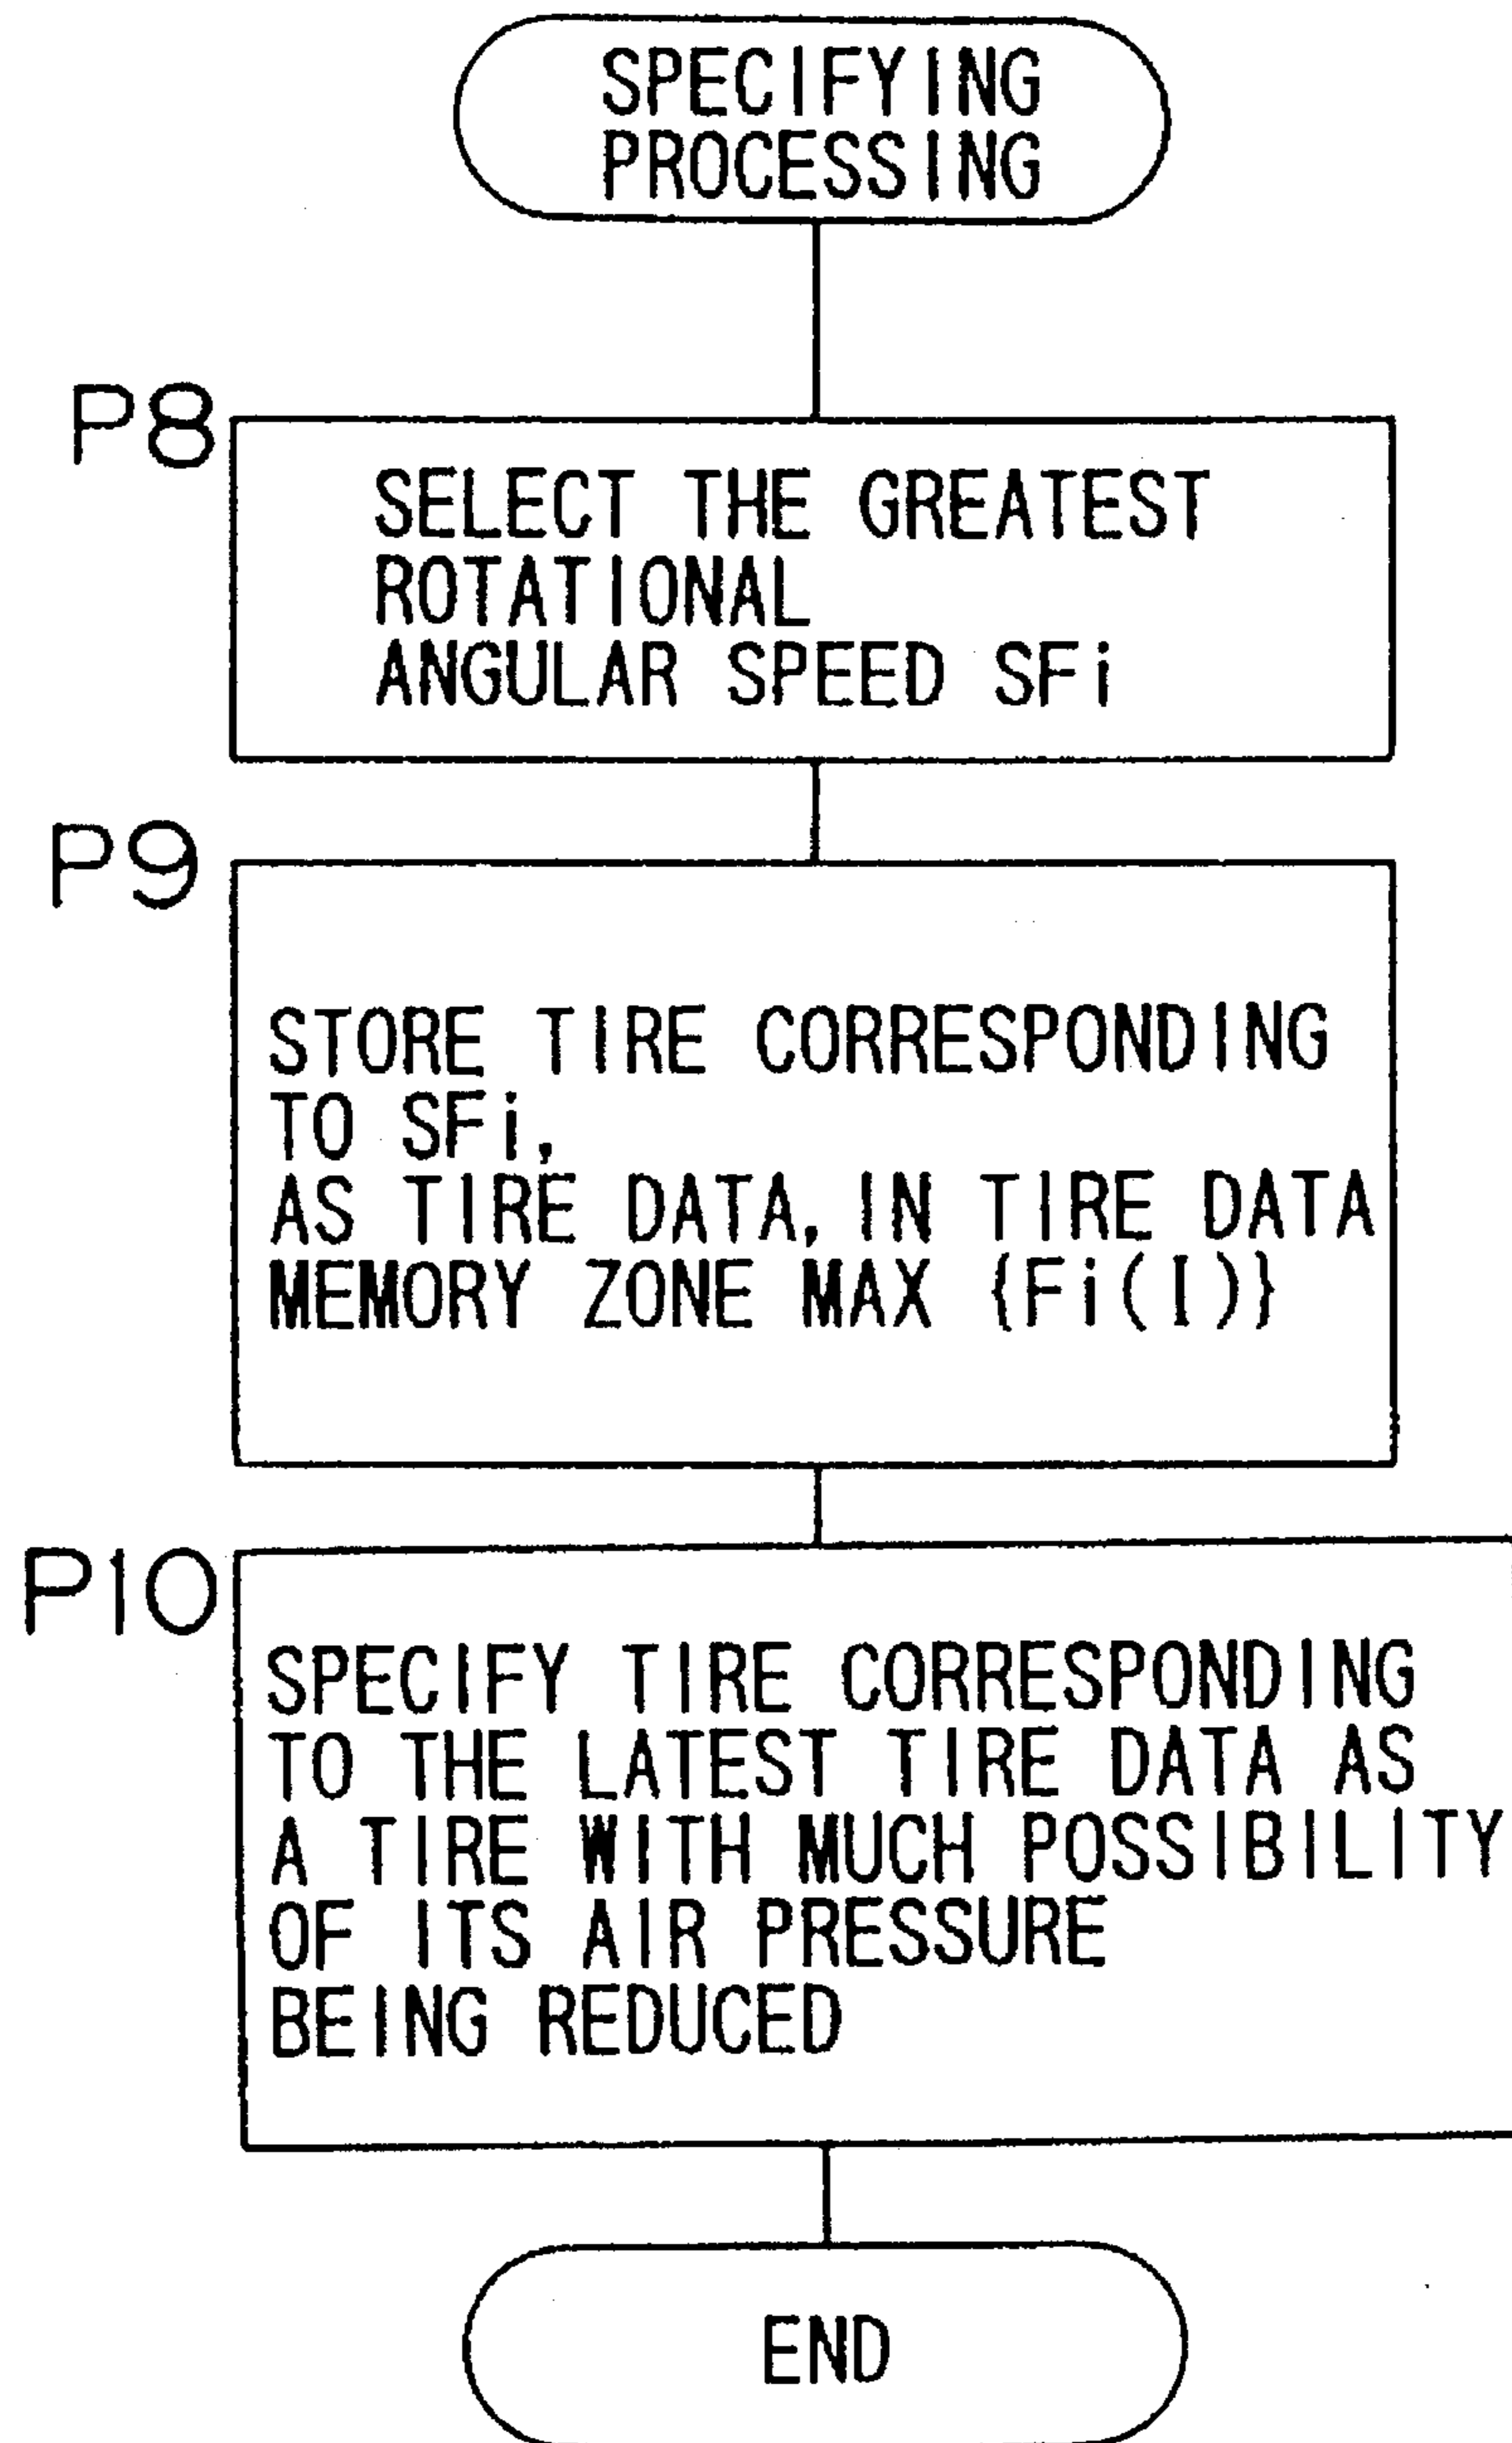 SPECIFYING
PROCESSING
P8
SELECT THE GREATEST
ROTATIONAL
ANGULAR SPEED SFi
P9
STORE TIRE CORRESPONDING
TO SFi,
AS TIRE DATA, IN TIRE DATA
MEMORY ZONE MAX {Fi(I)}
P10
SPECIFY TIRE CORRESPONDING
TO THE LATEST TIRE DATA AS
A TIRE WITH MUCH POSSIBILITY
OF ITS AIR PRESSURE
BEING REDUCED
END